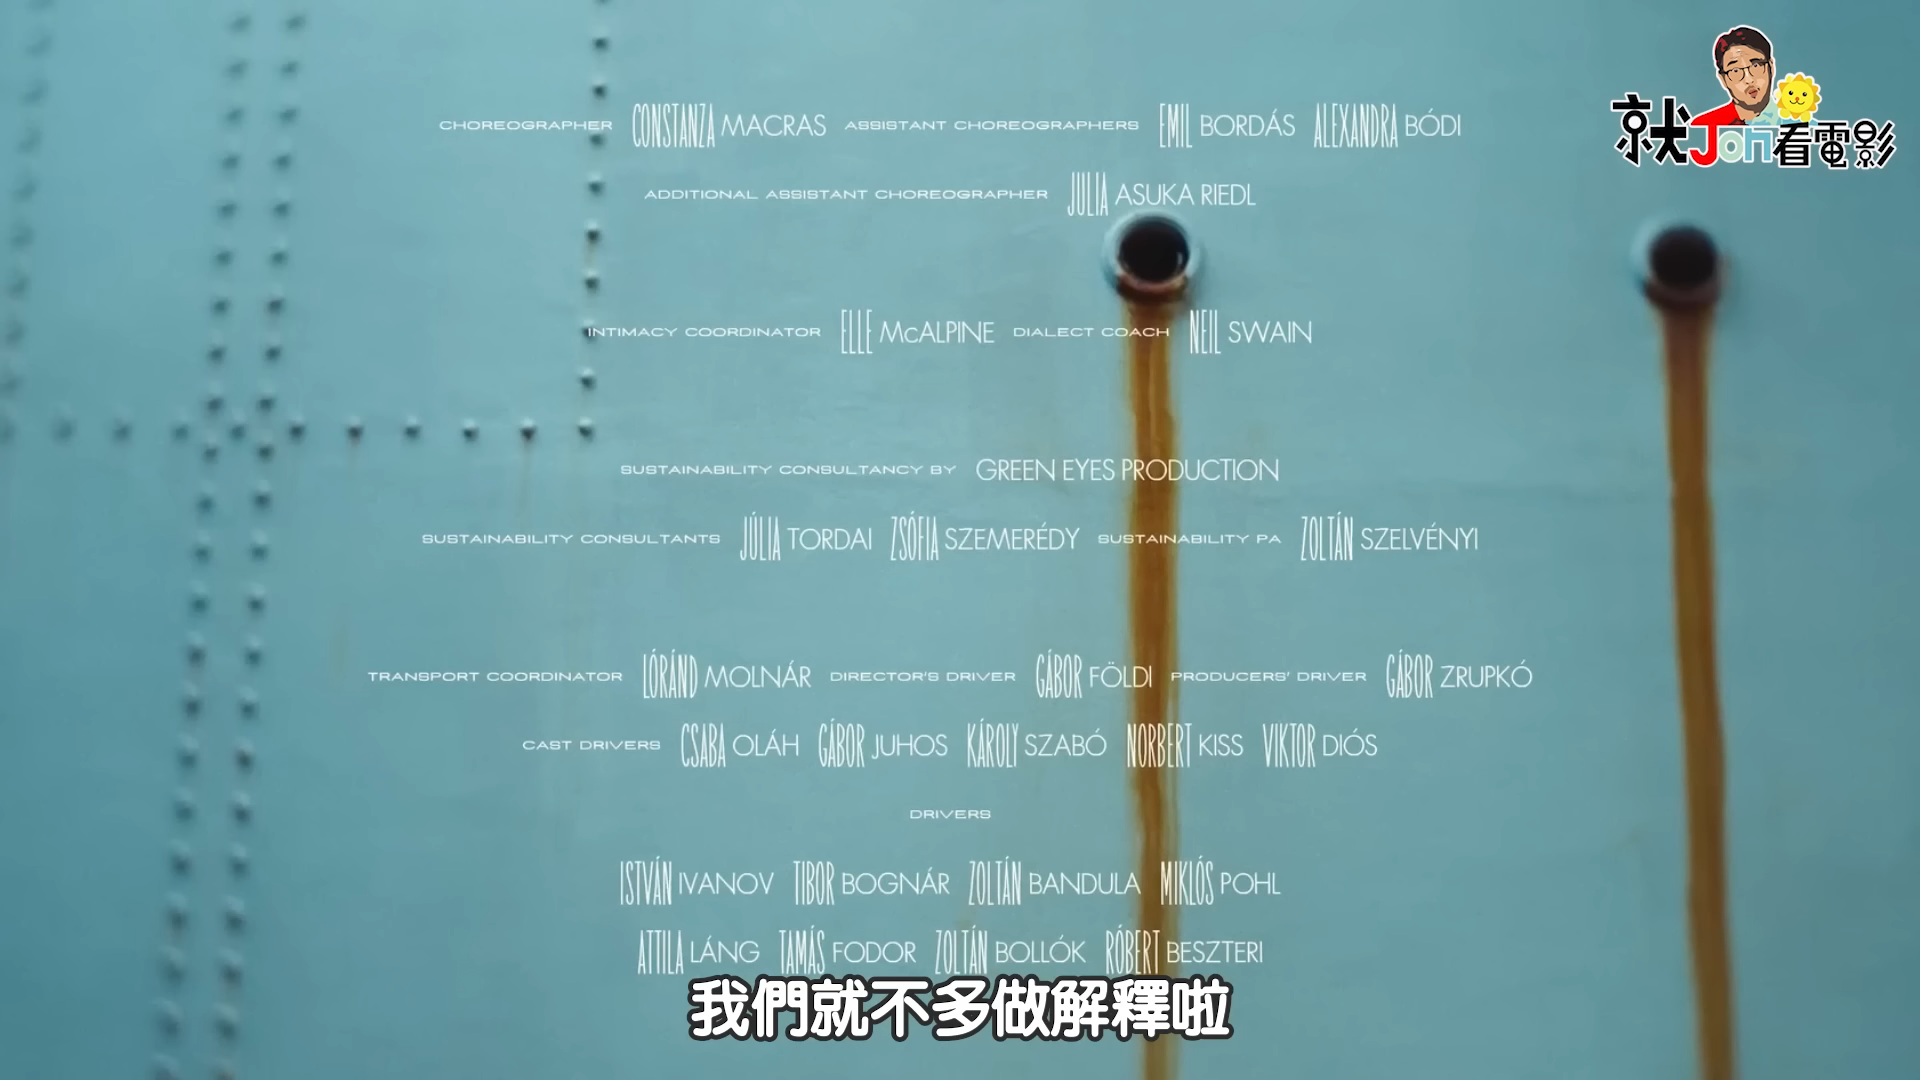 就Jon看電影
CHOREOGRAPHER CONSTANZA MACRAS ASSISTANT CHOREOGRAPHERS EMIL BORDÁS ALEXANDRA BÓDI
ADDITIONAL ASSISTANT CHOREOGRAPHER JULIA ASUKA RIEDL
INTIMACY COORDINATOR ELLE McALPINE DIALECT COACH NEIL SWAIN
SUSTAINABILITY CONSULTANCY BY GREEN EYES PRODUCTION
SUSTAINABILITY CONSULTANTS JÚLIA TORDAI ZSÓFIA SZEMERÉDY SUSTAINABILITY PA ZOLTÁN SZELVÉNYI
TRANSPORT COORDINATOR LÓRÁND MOLNÁR DIRECTOR'S DRIVER GÁBOR FÖLDI PRODUCERS' DRIVER GÁBOR ZRUPKÓ
CAST DRIVERS CSABA OLÁH GÁBOR JUHOS KÁROLY SZABÓ NORBERT KISS VIKTOR DIÓS
DRIVERS
ISTVÁN IVANOV TIBOR BOGNÁR ZOLTÁN BANDULA MIKLÓS POHL
ATTILA LÁNG TAMÁS FODOR ZOLTÁN BOLLÓK RÓBERT BESZTERI
我們就不多做解釋啦